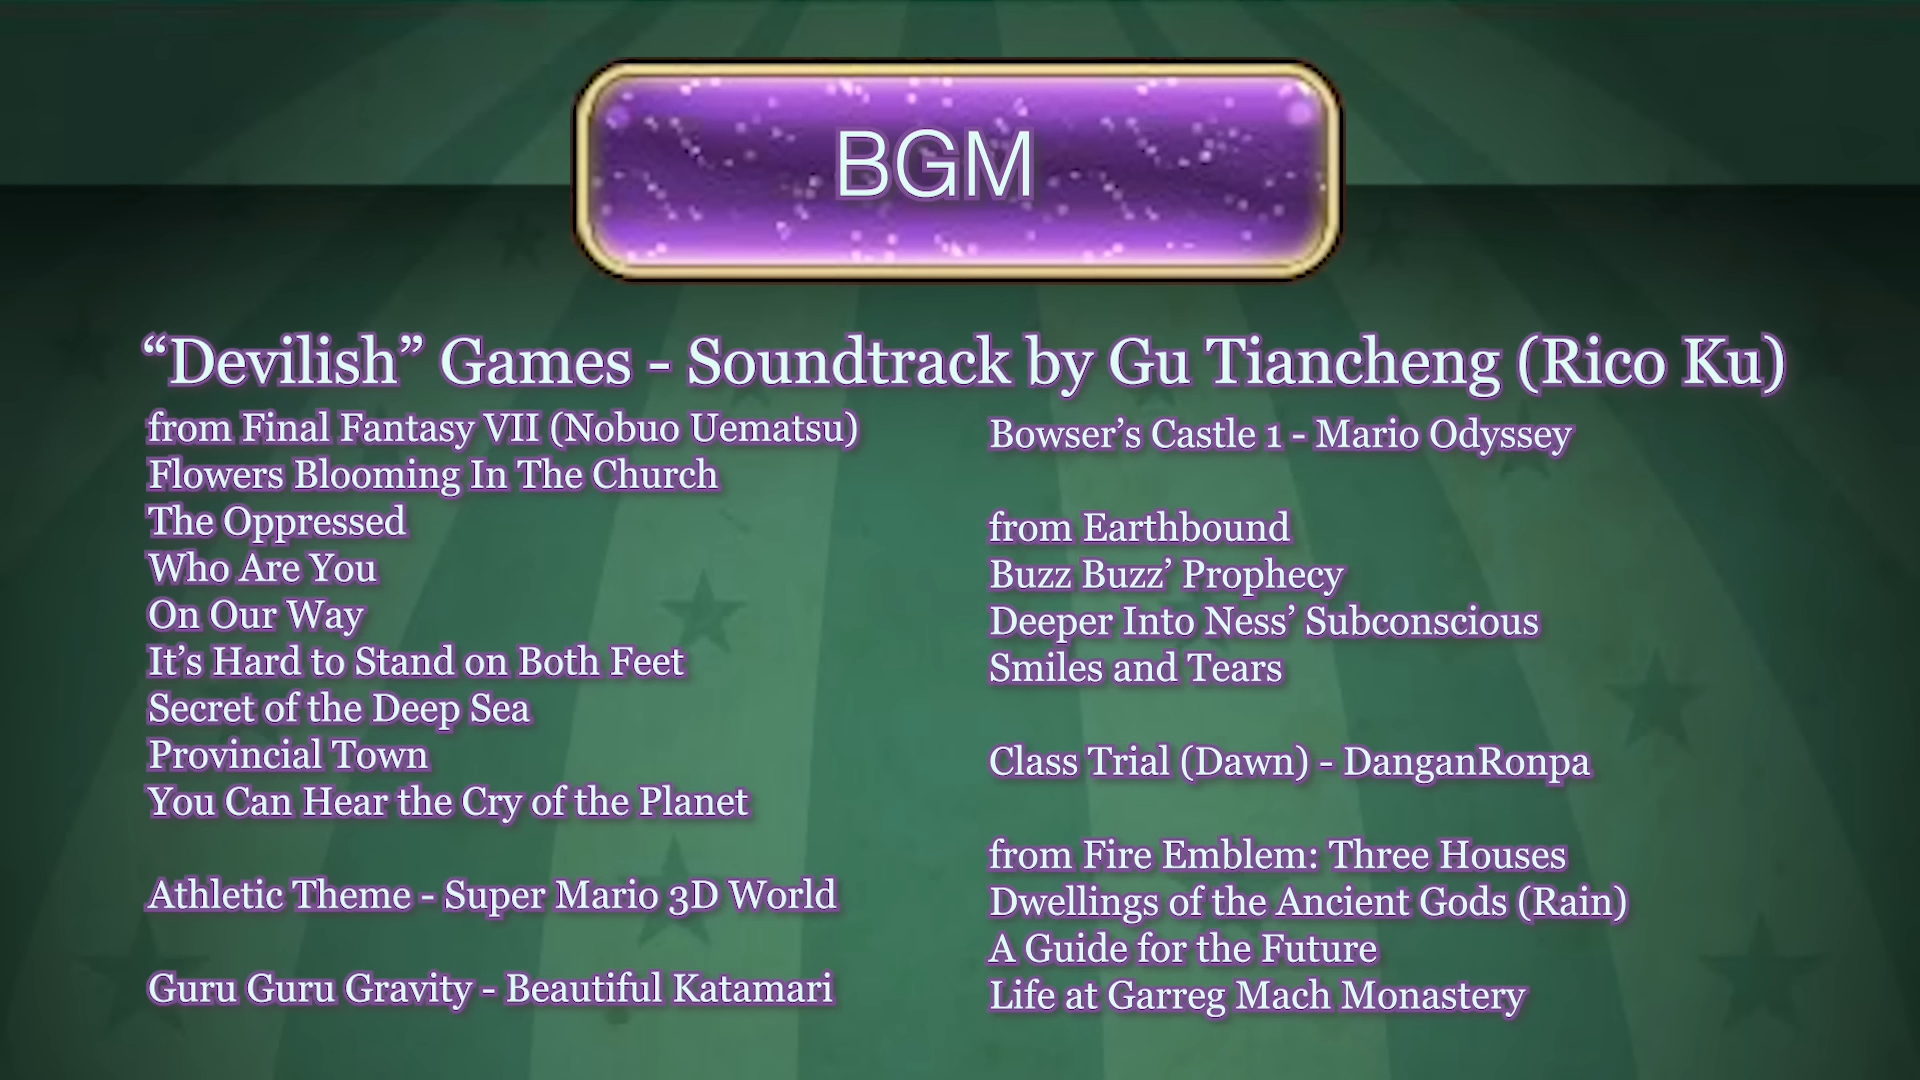 BGM
“Devilish” Games - Soundtrack by Gu Tiancheng (Rico Ku)
from Final Fantasy VII (Nobuo Uematsu)
Flowers Blooming In The Church
The Oppressed
Who Are You
On Our Way
It’s Hard to Stand on Both Feet
Secret of the Deep Sea
Provincial Town
You Can Hear the Cry of the Planet
Athletic Theme - Super Mario 3D World
Guru Guru Gravity - Beautiful Katamari
Bowser’s Castle 1 - Mario Odyssey
from Earthbound
Buzz Buzz’ Prophecy
Deeper Into Ness’ Subconscious
Smiles and Tears
Class Trial (Dawn) - DanganRonpa
from Fire Emblem: Three Houses
Dwellings of the Ancient Gods (Rain)
A Guide for the Future
Life at Garreg Mach Monastery